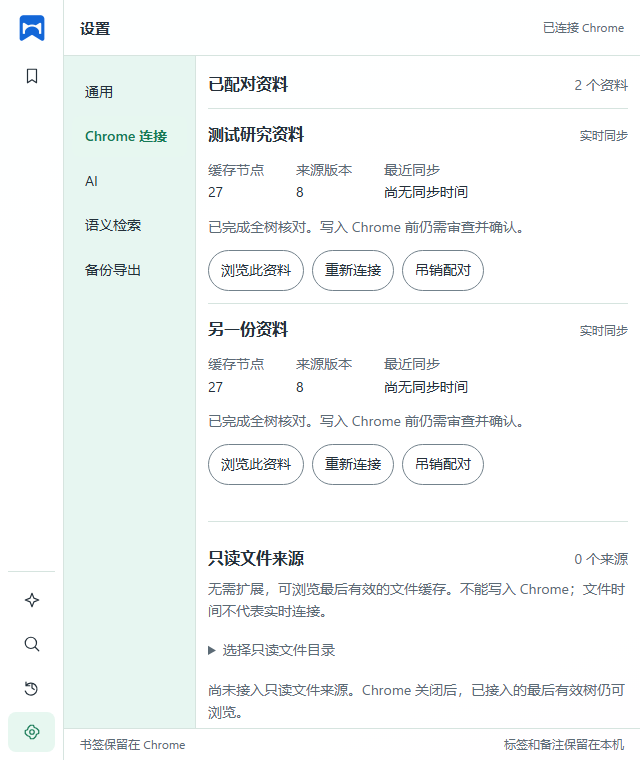 设置
已连接 Chrome
通用
Chrome 连接
AI
语义检索
备份导出
已配对资料
2 个资料
测试研究资料
实时同步
缓存节点 来源版本 最近同步
27 8 尚无同步时间
已完成全树核对。写入 Chrome 前仍需审查并确认。
浏览此资料 重新连接 吊销配对
另一份资料
实时同步
缓存节点 来源版本 最近同步
27 8 尚无同步时间
已完成全树核对。写入 Chrome 前仍需审查并确认。
浏览此资料 重新连接 吊销配对
只读文件来源
0 个来源
无需扩展，可浏览最后有效的文件缓存。不能写入 Chrome；文件时
间不代表实时连接。
选择只读文件目录
尚未接入只读文件来源。Chrome 关闭后，已接入的最后有效树仍可
浏览。
书签保留在 Chrome
标签和备注保留在本机